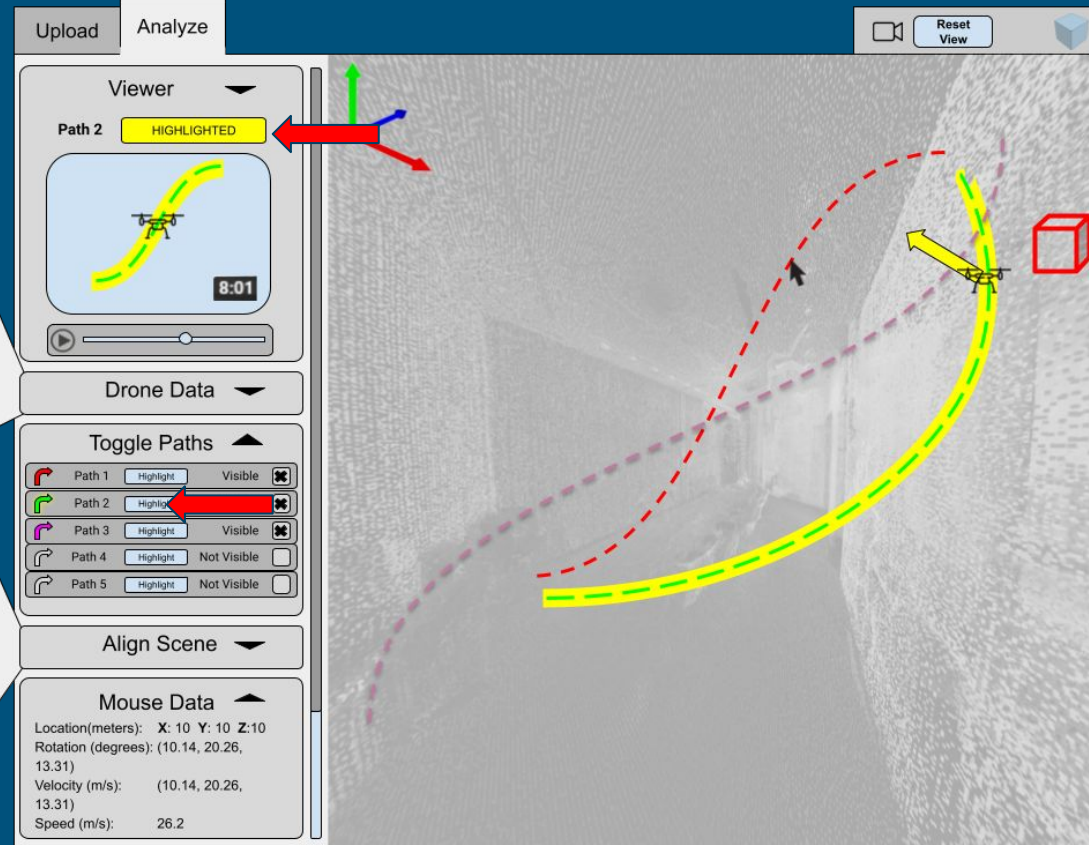 Upload
Analyze
Reset
View
Viewer
Path 2 HIGHLIGHTED
8:01
Drone Data
Toggle Paths
Path 1 Highlight Visible
Path 2
Path 3 Highlight Visible
Path 4 Highlight Not Visible
Path 5 Highlight Not Visible
Align Scene
Mouse Data
Location(meters): X: 10 Y: 10 Z:10
Rotation (degrees): (10.14, 20.26,
13.31)
Velocity (m/s): (10.14, 20.26,
13.31)
Speed (m/s): 26.2